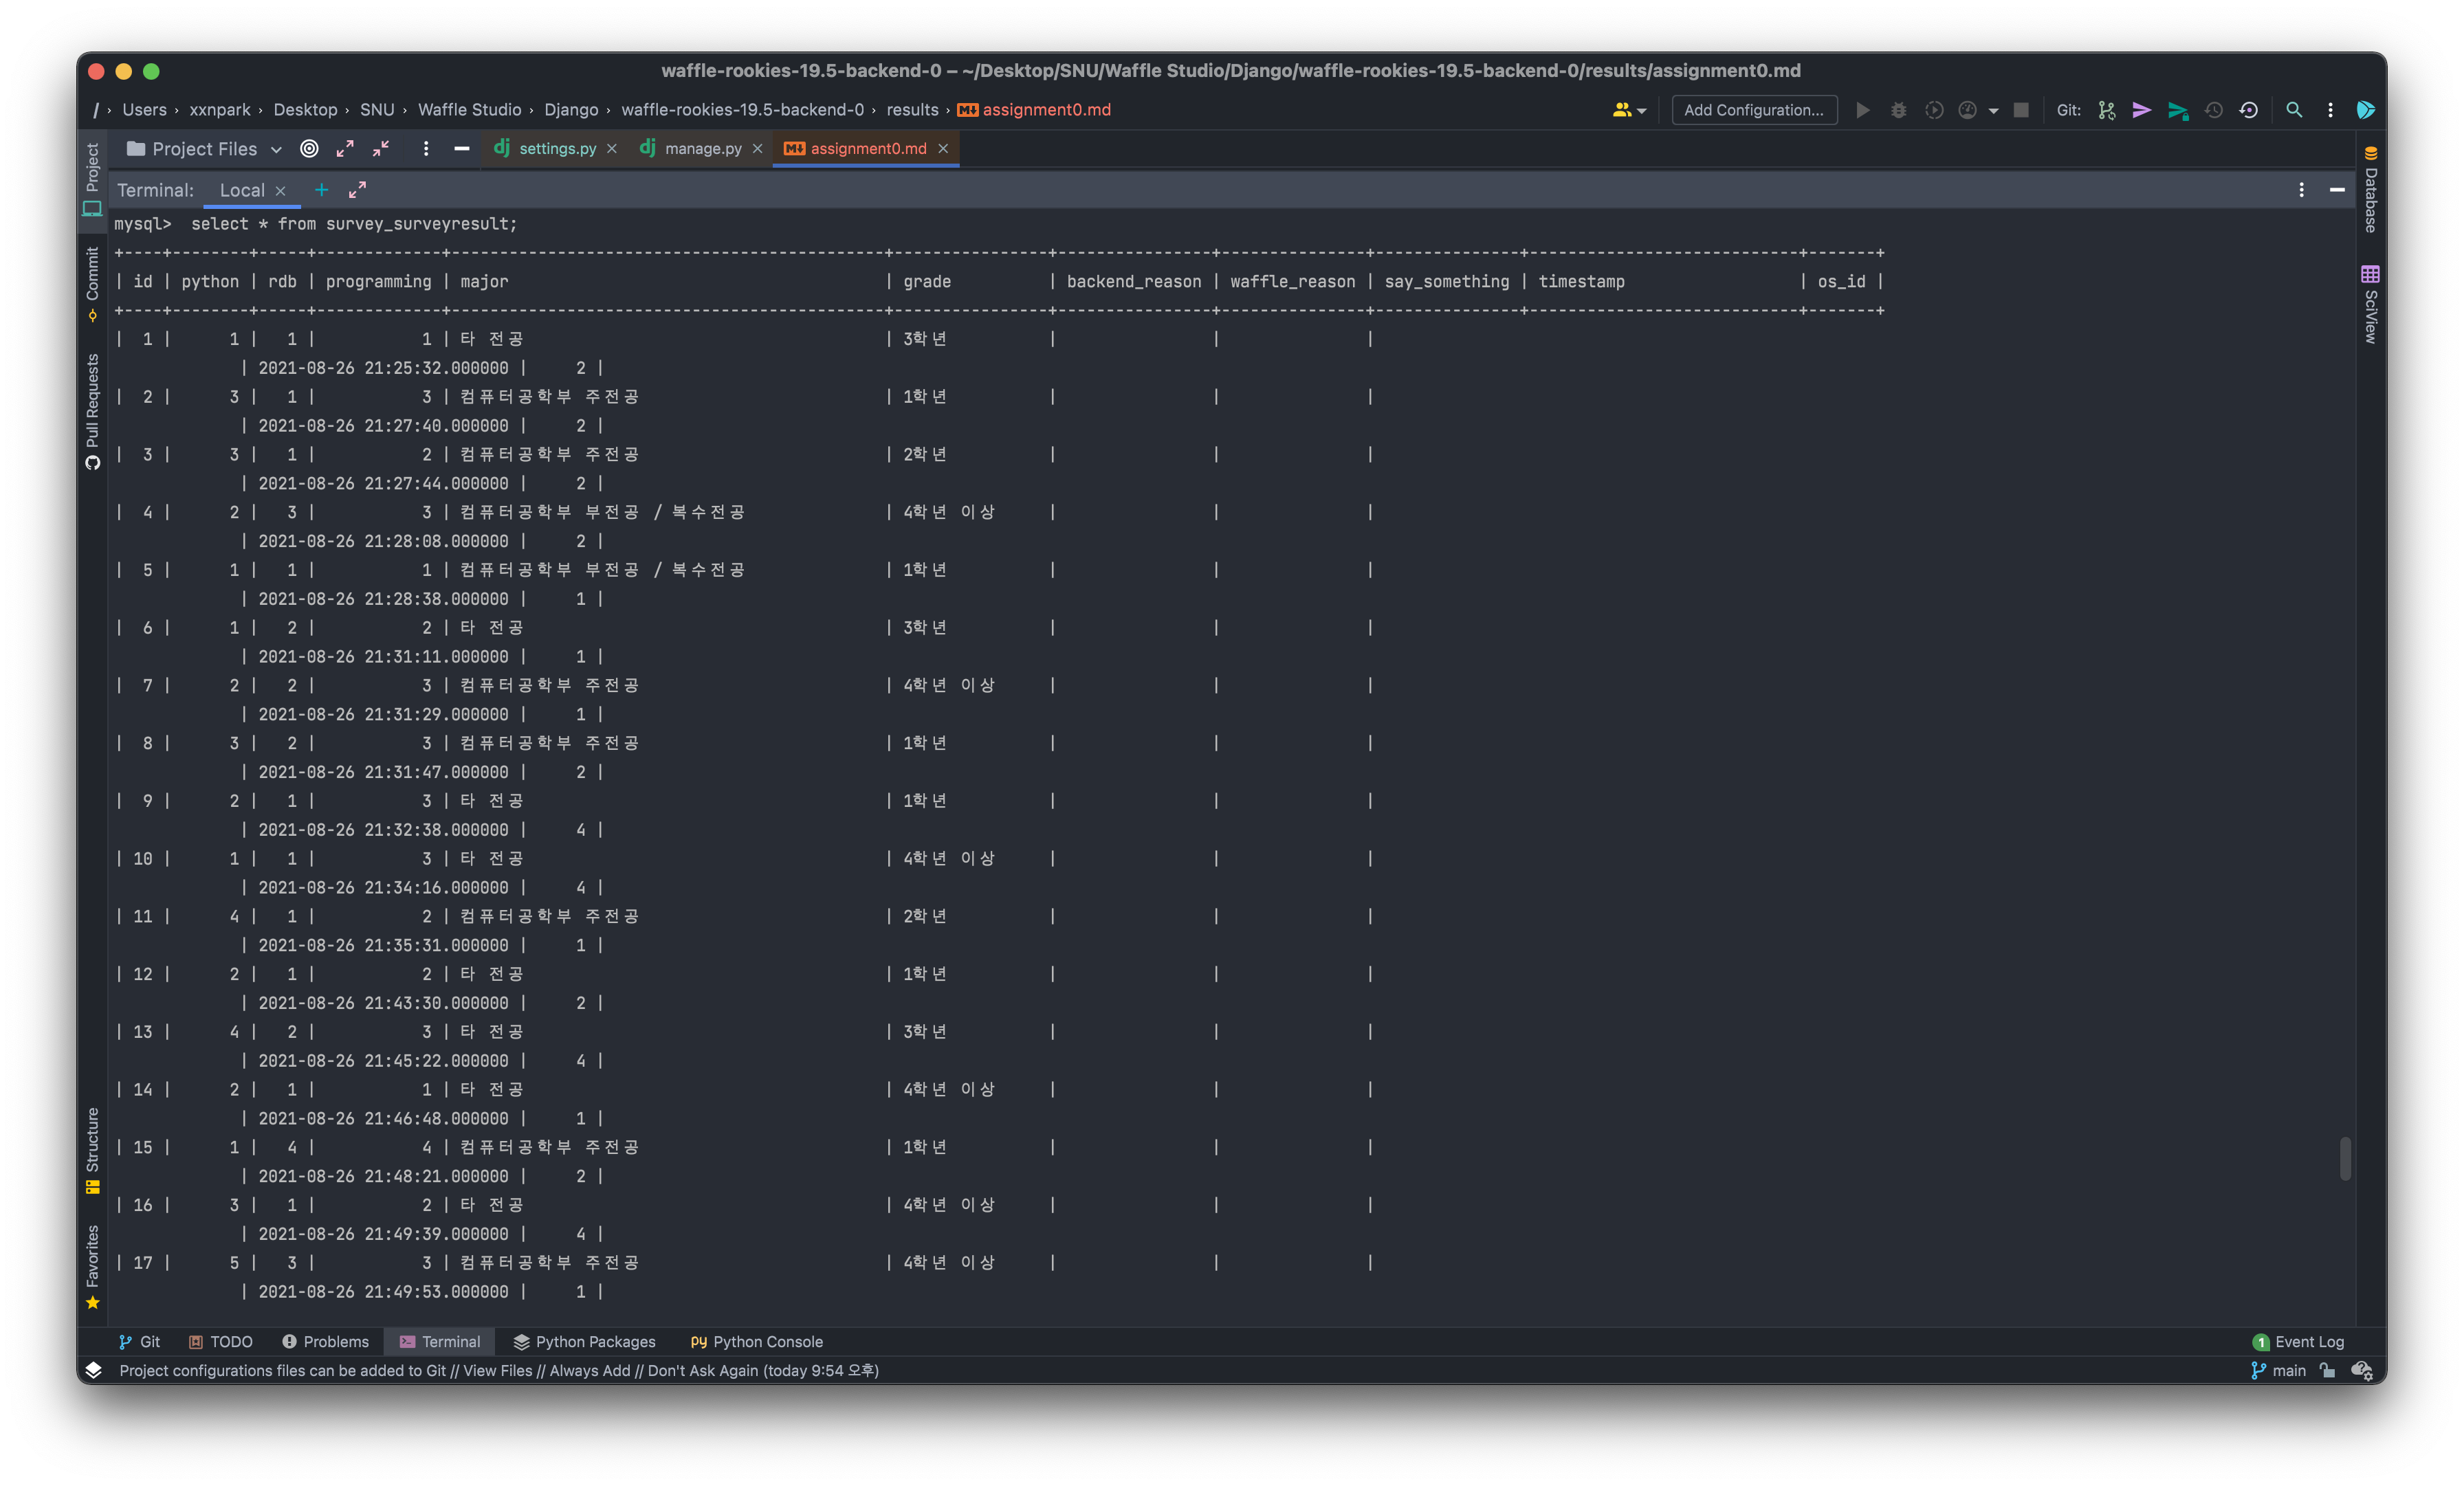 waffle-rookies-19.5-backend-0 – ~/Desktop/SNU/Waffle Studio/Django/waffle-rookies-19.5-backend-0/results/assignment0.md
/ › Users › xxnpark › Desktop › SNU › Waffle Studio › Django › waffle-rookies-19.5-backend-0 › results › assignment0.md Add Configuration... Git:
Project Files settings.py manage.py assignment0.md
Terminal: Local
mysql>  select * from survey_surveyresult;
+----+--------+-----+-------------+----------------------------------------------+----------------+----------------+---------------+---------------+----------------------------+-------+
| id | python | rdb | programming | major | grade | backend_reason | waffle_reason | say_something | timestamp | os_id |
+----+--------+-----+-------------+----------------------------------------------+----------------+----------------+---------------+---------------+----------------------------+-------+
| 1 | 1 | 1 | 1 | 타 전공 | 3학년 | | |
| 2021-08-26 21:25:32.000000 | 2 |
| 2 | 3 | 1 | 3 | 컴퓨터공학부 주전공 | 1학년 | | |
| 2021-08-26 21:27:40.000000 | 2 |
| 3 | 3 | 1 | 2 | 컴퓨터공학부 주전공 | 2학년 | | |
| 2021-08-26 21:27:44.000000 | 2 |
| 4 | 2 | 3 | 3 | 컴퓨터공학부 부전공 / 복수전공 | 4학년 이상 | | |
| 2021-08-26 21:28:08.000000 | 2 |
| 5 | 1 | 1 | 1 | 컴퓨터공학부 부전공 / 복수전공 | 1학년 | | |
| 2021-08-26 21:28:38.000000 | 1 |
| 6 | 1 | 2 | 2 | 타 전공 | 3학년 | | |
| 2021-08-26 21:31:11.000000 | 1 |
| 7 | 2 | 2 | 3 | 컴퓨터공학부 주전공 | 4학년 이상 | | |
| 2021-08-26 21:31:29.000000 | 1 |
| 8 | 3 | 2 | 3 | 컴퓨터공학부 주전공 | 1학년 | | |
| 2021-08-26 21:31:47.000000 | 2 |
| 9 | 2 | 1 | 3 | 타 전공 | 1학년 | | |
| 2021-08-26 21:32:38.000000 | 4 |
| 10 | 1 | 1 | 3 | 타 전공 | 4학년 이상 | | |
| 2021-08-26 21:34:16.000000 | 4 |
| 11 | 4 | 1 | 2 | 컴퓨터공학부 주전공 | 2학년 | | |
| 2021-08-26 21:35:31.000000 | 1 |
| 12 | 2 | 1 | 2 | 타 전공 | 1학년 | | |
| 2021-08-26 21:43:30.000000 | 2 |
| 13 | 4 | 2 | 3 | 타 전공 | 3학년 | | |
| 2021-08-26 21:45:22.000000 | 4 |
| 14 | 2 | 1 | 1 | 타 전공 | 4학년 이상 | | |
| 2021-08-26 21:46:48.000000 | 1 |
| 15 | 1 | 4 | 4 | 컴퓨터공학부 주전공 | 1학년 | | |
| 2021-08-26 21:48:21.000000 | 2 |
| 16 | 3 | 1 | 2 | 타 전공 | 4학년 이상 | | |
| 2021-08-26 21:49:39.000000 | 4 |
| 17 | 5 | 3 | 3 | 컴퓨터공학부 주전공 | 4학년 이상 | | |
| 2021-08-26 21:49:53.000000 | 1 |
Project
Commit
Pull Requests
Structure
Favorites
Database
SciView
Git TODO Problems Terminal Python Packages Python Console 1 Event Log
Project configurations files can be added to Git // View Files // Always Add // Don't Ask Again (today 9:54 오후) main